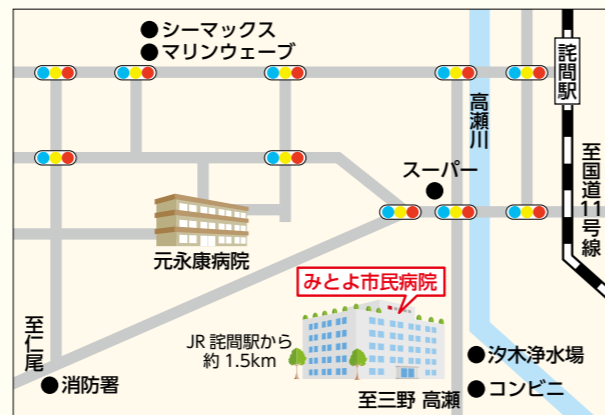 シーマックス
マリンウェーブ
詫間駅
高瀬川
スーパー
至国道11号線
元永康病院
みとよ市民病院
至仁尾
JR 詫間駅から
約 1.5km
汐木浄水場
消防署
至三野 高瀬
コンビニ